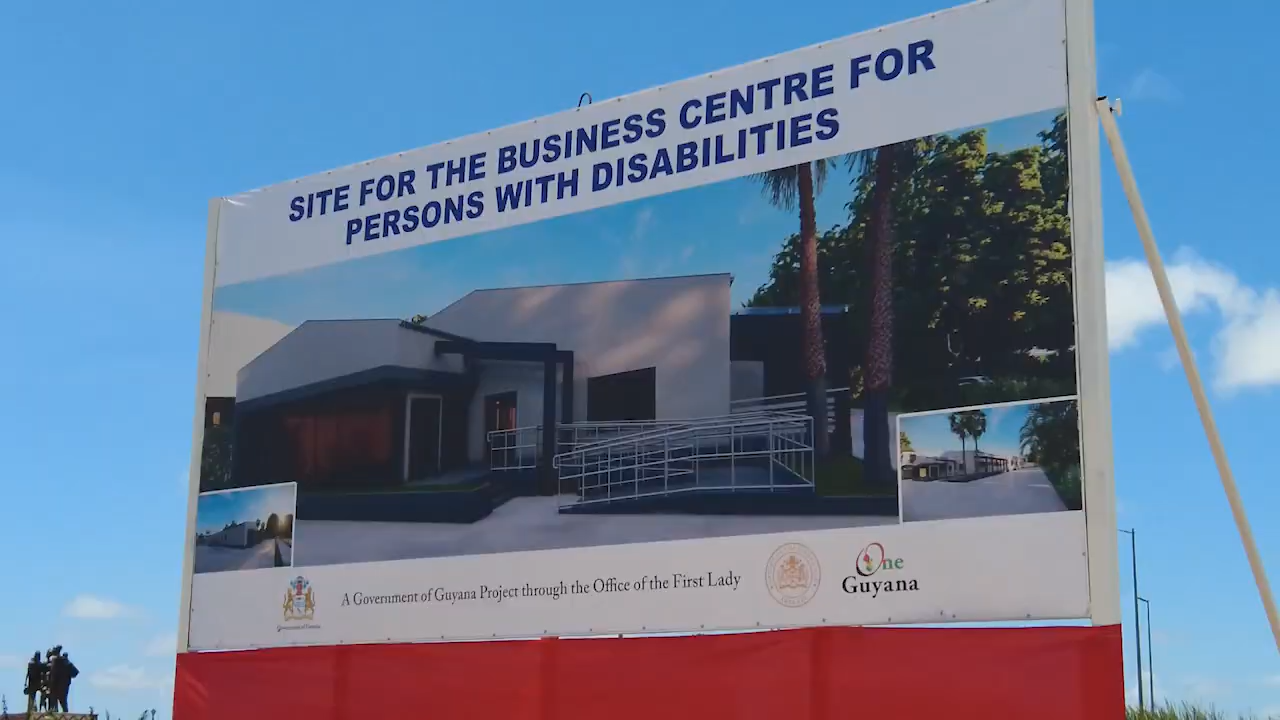 SITE FOR THE BUSINESS CENTRE FOR
PERSONS WITH DISABILITIES
A Government of Guyana Project through the Office of the First Lady
One
Guyana